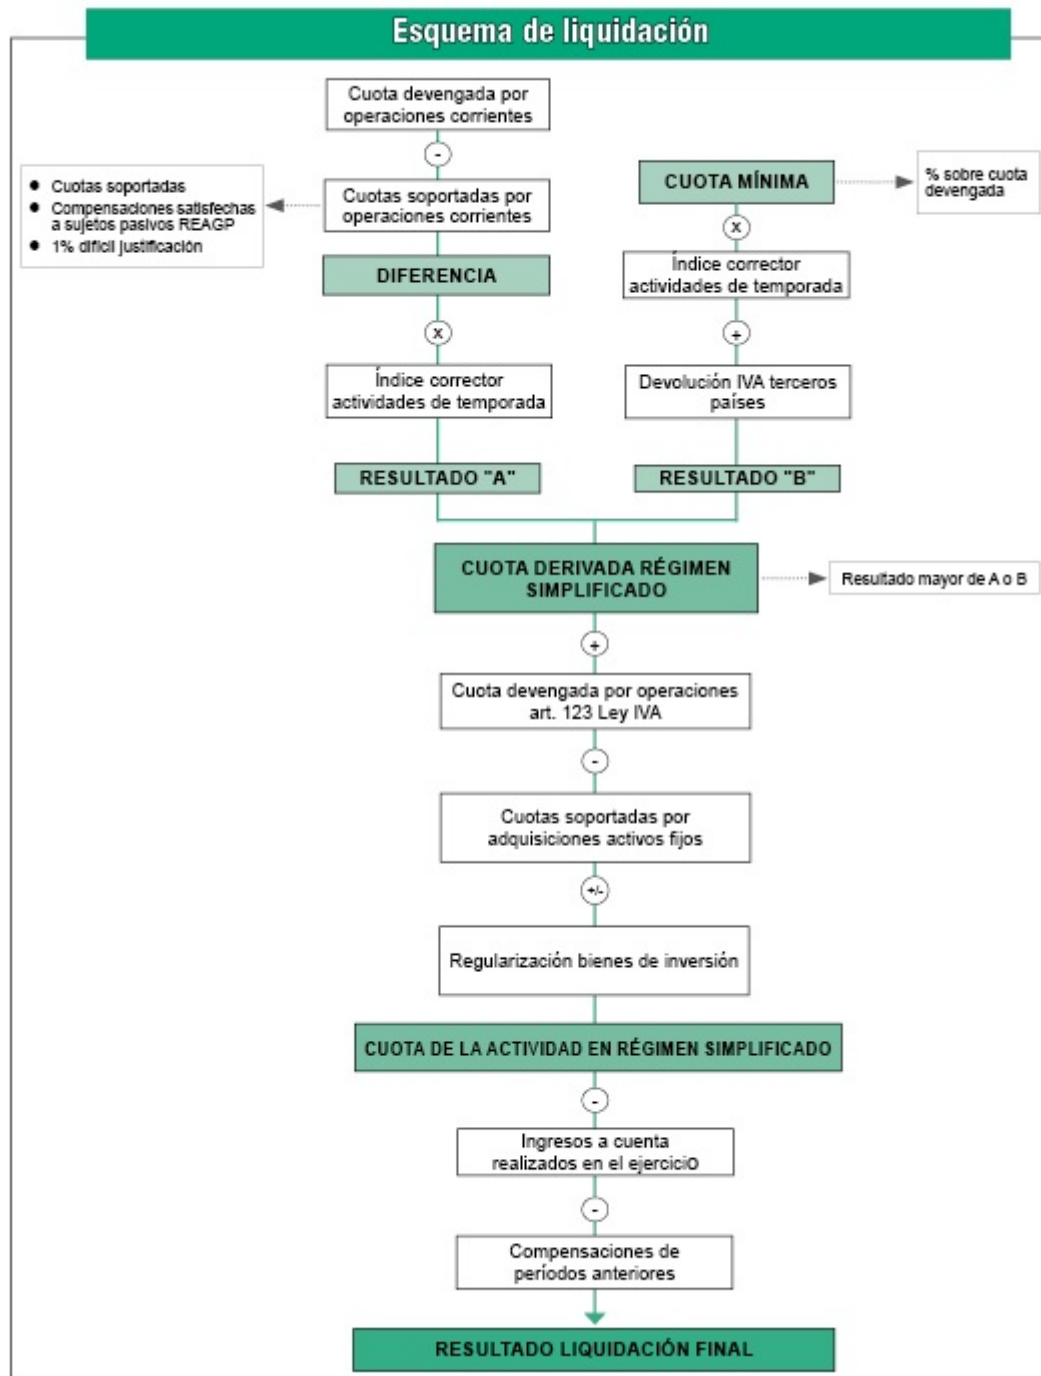 Esquema de liquidación
Cuota devengada por
operaciones corrientes
-
● Cuotas soportadas
● Compensaciones satisfechas
a sujetos pasivos REAGP
● 1% difícil justificación
Cuotas soportadas por
operaciones corrientes
DIFERENCIA
x
Índice corrector
actividades de temporada
RESULTADO "A"
CUOTA MÍNIMA
% sobre cuota
devengada
x
Índice corrector
actividades de temporada
+
Devolución IVA terceros
países
RESULTADO "B"
CUOTA DERIVADA RÉGIMEN
SIMPLIFICADO
Resultado mayor de A o B
+
Cuota devengada por operaciones
art. 123 Ley IVA
-
Cuotas soportadas por
adquisiciones activos fijos
+/-
Regularización bienes de inversión
CUOTA DE LA ACTIVIDAD EN RÉGIMEN SIMPLIFICADO
-
Ingresos a cuenta
realizados en el ejercicio
-
Compensaciones de
períodos anteriores
RESULTADO LIQUIDACIÓN FINAL